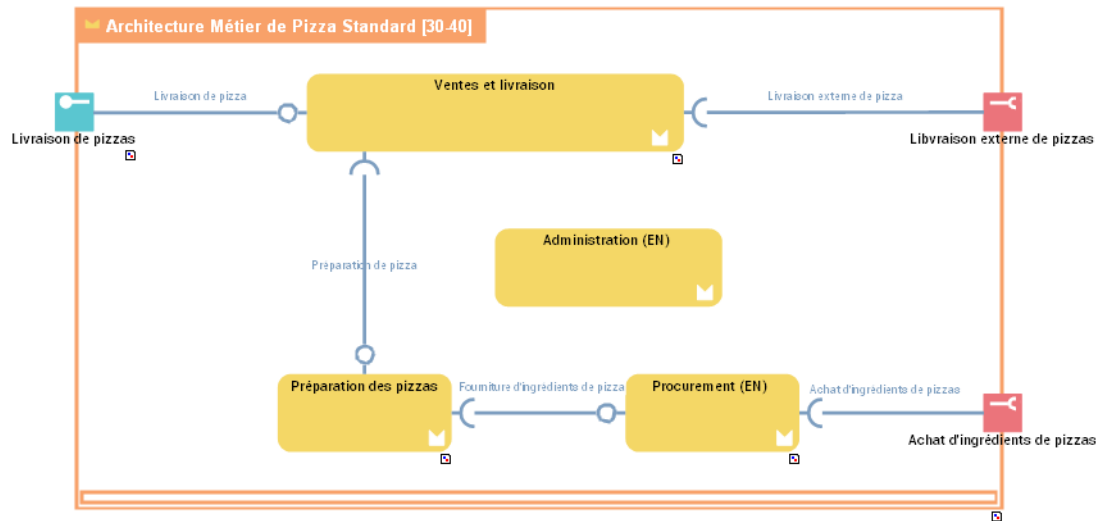 Architecture Métier de Pizza Standard [30-40]
Ventes et livraison
Livraison de pizza
Livraison externe de pizza
Livraison de pizzas
Libvraison externe de pizzas
Administration (EN)
Préparation de pizza
Préparation des pizzas
Fourniture d'ingrédients de pizza
Procurement (EN)
Achat d'ingrédients de pizzas
Achat d'ingrédients de pizzas